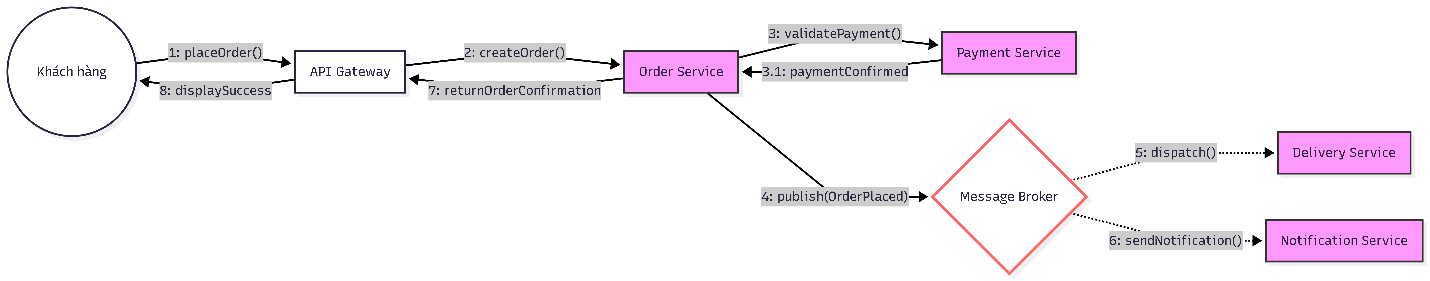 Khách hàng
1: placeOrder()
8: displaySuccess
API Gateway
2: createOrder()
7: returnOrderConfirmation
Order Service
3: validatePayment()
3.1: paymentConfirmed
Payment Service
4: publish(OrderPlaced)
Message Broker
5: dispatch()
Delivery Service
6: sendNotification()
Notification Service